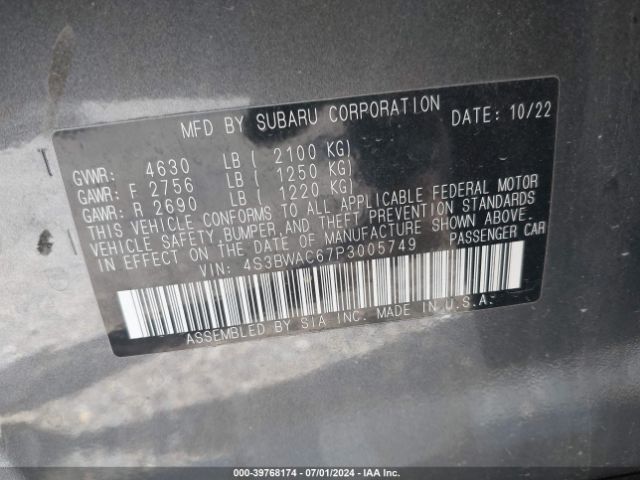 MFD BY SUBARU CORPORATION DATE: 10/22
GVWR: 4630 LB ( 2100 KG)
GAWR: F 2756 LB ( 1250 KG)
GAWR: R 2690 LB ( 1220 KG)
THIS VEHICLE CONFORMS TO ALL APPLICABLE FEDERAL MOTOR
VEHICLE SAFETY, BUMPER, AND THEFT PREVENTION STANDARDS
IN EFFECT ON THE DATE OF MANUFACTURE SHOWN ABOVE.
VIN: 4S3BWAC67P3005749 PASSENGER CAR
ASSEMBLED BY SIA INC. MADE IN U.S.A.
000-39768174 - 07/01/2024 - IAA Inc.